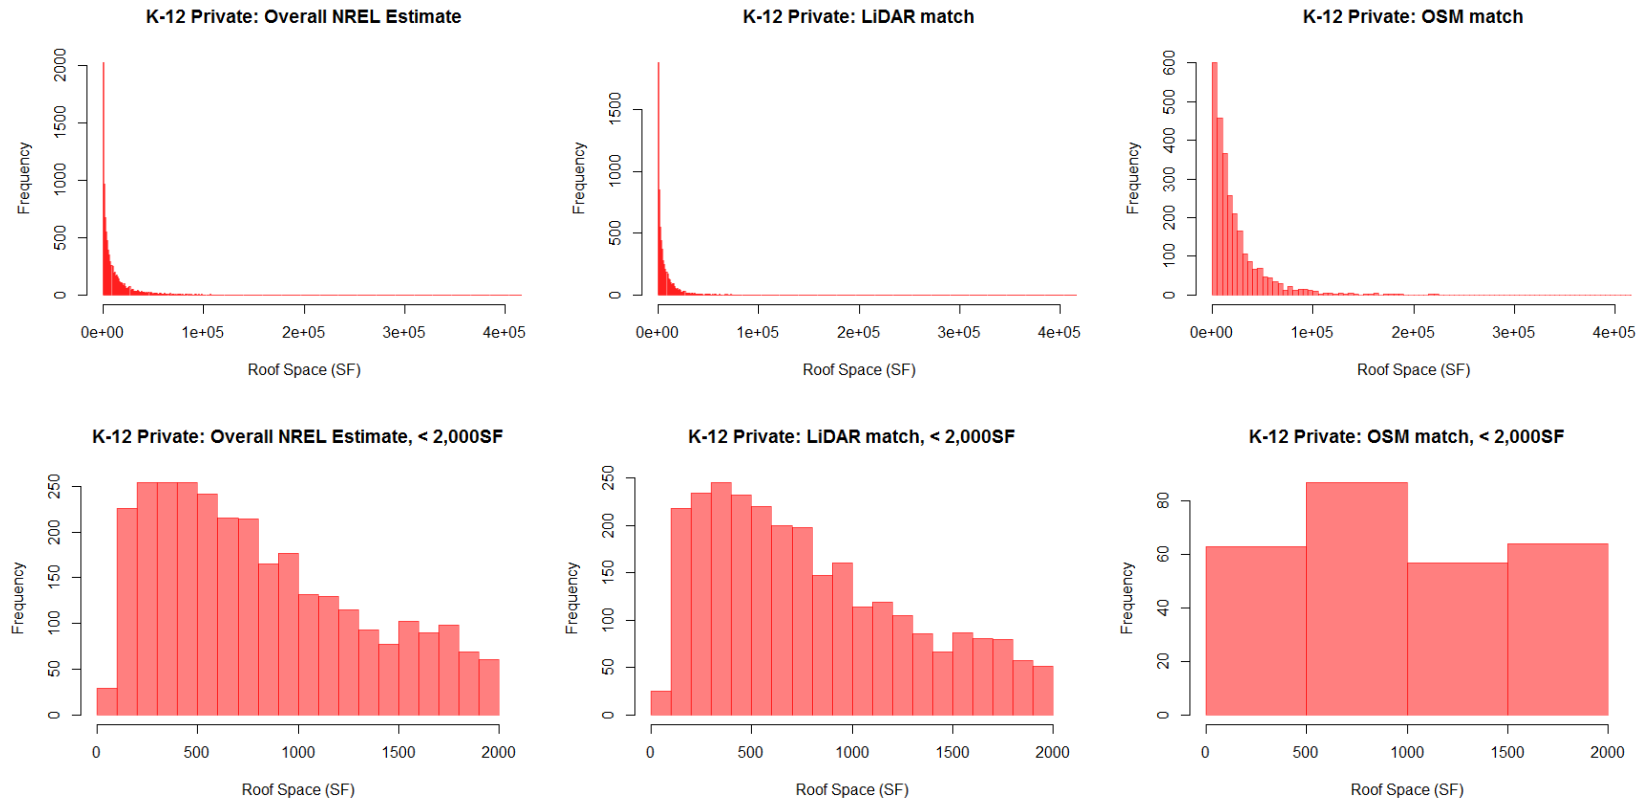 K-12 Private: Overall NREL Estimate
K-12 Private: LiDAR match
K-12 Private: OSM match
Frequency
0
500
1000
1500
2000
0e+00
1e+05
2e+05
3e+05
4e+05
Roof Space (SF)
Frequency
0
500
1000
1500
0e+00
1e+05
2e+05
3e+05
4e+05
Roof Space (SF)
Frequency
0
100
200
300
400
500
600
0e+00
1e+05
2e+05
3e+05
4e+05
Roof Space (SF)
K-12 Private: Overall NREL Estimate, < 2,000SF
K-12 Private: LiDAR match, < 2,000SF
K-12 Private: OSM match, < 2,000SF
Frequency
0
50
100
150
200
250
0
500
1000
1500
2000
Roof Space (SF)
Frequency
0
50
100
150
200
250
0
500
1000
1500
2000
Roof Space (SF)
Frequency
0
20
40
60
80
0
500
1000
1500
2000
Roof Space (SF)